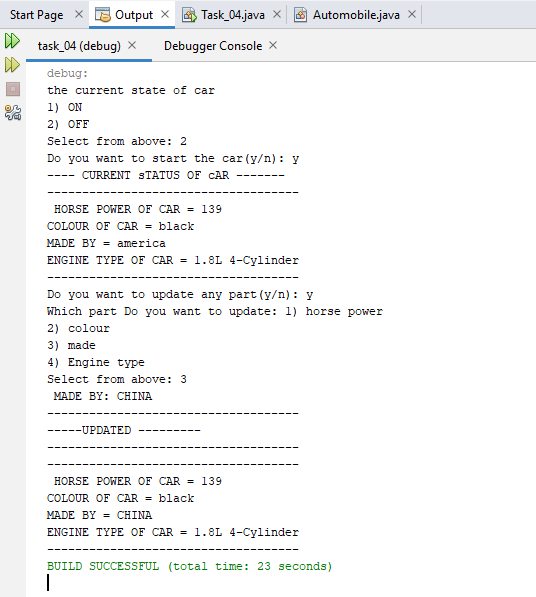 Start Page Output Task_04.java Automobile.java
task_04 (debug) Debugger Console
debug:
the current state of car
1) ON
2) OFF
Select from above: 2
Do you want to start the car(y/n): y
---- CURRENT sTATUS OF cAR -------
------------------------------------
 HORSE POWER OF CAR = 139
COLOUR OF CAR = black
MADE BY = america
ENGINE TYPE OF CAR = 1.8L 4-Cylinder
------------------------------------
Do you want to update any part(y/n): y
Which part Do you want to update: 1) horse power
2) colour
3) made
4) Engine type
Select from above: 3
 MADE BY: CHINA
------------------------------------
-----UPDATED ---------
------------------------------------
------------------------------------
 HORSE POWER OF CAR = 139
COLOUR OF CAR = black
MADE BY = CHINA
ENGINE TYPE OF CAR = 1.8L 4-Cylinder
------------------------------------
BUILD SUCCESSFUL (total time: 23 seconds)